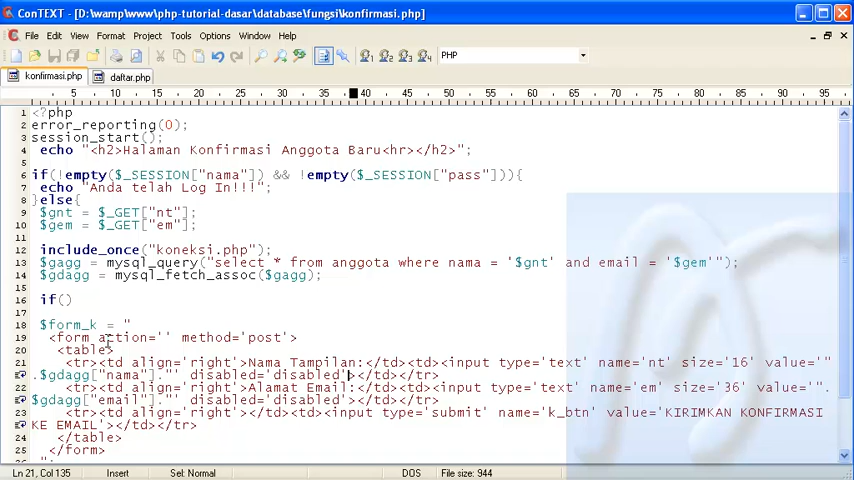 ConTEXT - [D:\wamp\www\php-tutorial-dasar\database\fungsi\konfirmasi.php]
File Edit View Format Project Tools Options Window Help
1 2 3 4 PHP
konfirmasi.php daftar.php
5 10 15 20 25 30 35 40 45 50 55 60 65 70 75 80 85 90 95
1 <?php
2 error_reporting(0);
3 session_start();
4 echo "<h2>Halaman Konfirmasi Anggota Baru<hr></h2>";
5
6 if(!empty($_SESSION["nama"]) && !empty($_SESSION["pass"])){
7 echo "Anda telah Log In!!!";
8 }else{
9 $gnt = $_GET["nt"];
10 $gem = $_GET["em"];
11
12 include_once("koneksi.php");
13 $gagg = mysql_query("select * from anggota where nama = '$gnt' and email = '$gem'");
14 $gdagg = mysql_fetch_assoc($gagg);
15
16 if()
17
18 $form_k = "
19 <form action='' method='post'>
20 <table>
21 <tr><td align='right'>Nama Tampilan:</td><td><input type='text' name='nt' size='16' value='"
.$gdagg["nama"]."' disabled='disabled'></td></tr>
22 <tr><td align='right'>Alamat Email:</td><td><input type='text' name='em' size='36' value='".
$gdagg["email"]."' disabled='disabled'></td></tr>
23 <tr><td align='right'></td><td><input type='submit' name='k_btn' value='KIRIMKAN KONFIRMASI
KE EMAIL'></td></tr>
24 </table>
25 </form>
26 ";
Ln 21, Col 135 Insert Sel: Normal DOS File size: 944